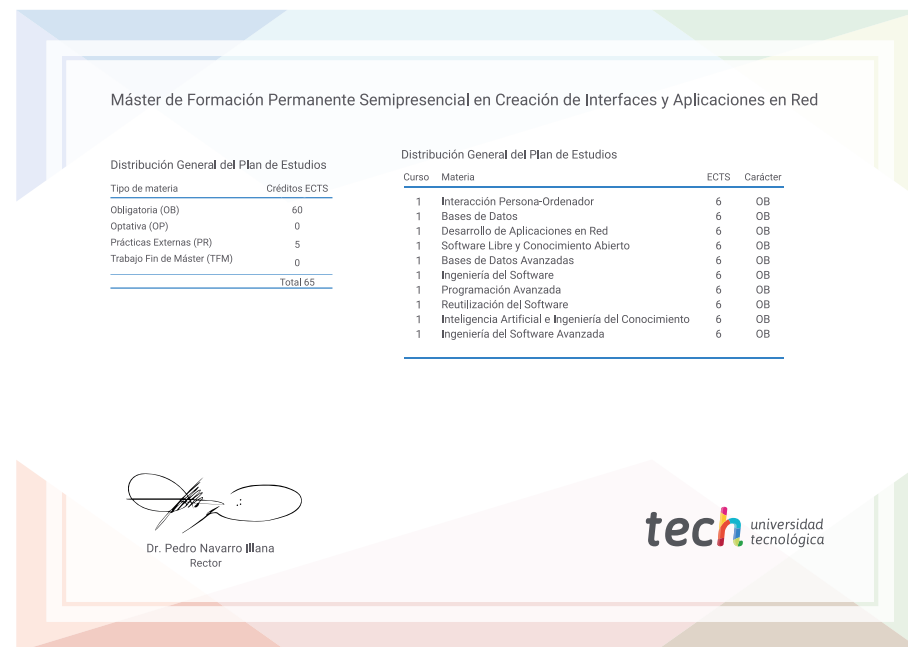 Máster de Formación Permanente Semipresencial en Creación de Interfaces y Aplicaciones en Red
Distribución General del Plan de Estudios
Tipo de materia Créditos ECTS
Obligatoria (OB) 60
Optativa (OP) 0
Prácticas Externas (PR) 5
Trabajo Fin de Máster (TFM) 0
Total 65
Distribución General del Plan de Estudios
Curso Materia ECTS Carácter
1 Interacción Persona-Ordenador 6 OB
1 Bases de Datos 6 OB
1 Desarrollo de Aplicaciones en Red 6 OB
1 Software Libre y Conocimiento Abierto 6 OB
1 Bases de Datos Avanzadas 6 OB
1 Ingeniería del Software 6 OB
1 Programación Avanzada 6 OB
1 Reutilización del Software 6 OB
1 Inteligencia Artificial e Ingeniería del Conocimiento 6 OB
1 Ingeniería del Software Avanzada 6 OB
Dr. Pedro Navarro Illana
Rector
tech universidad
tecnológica